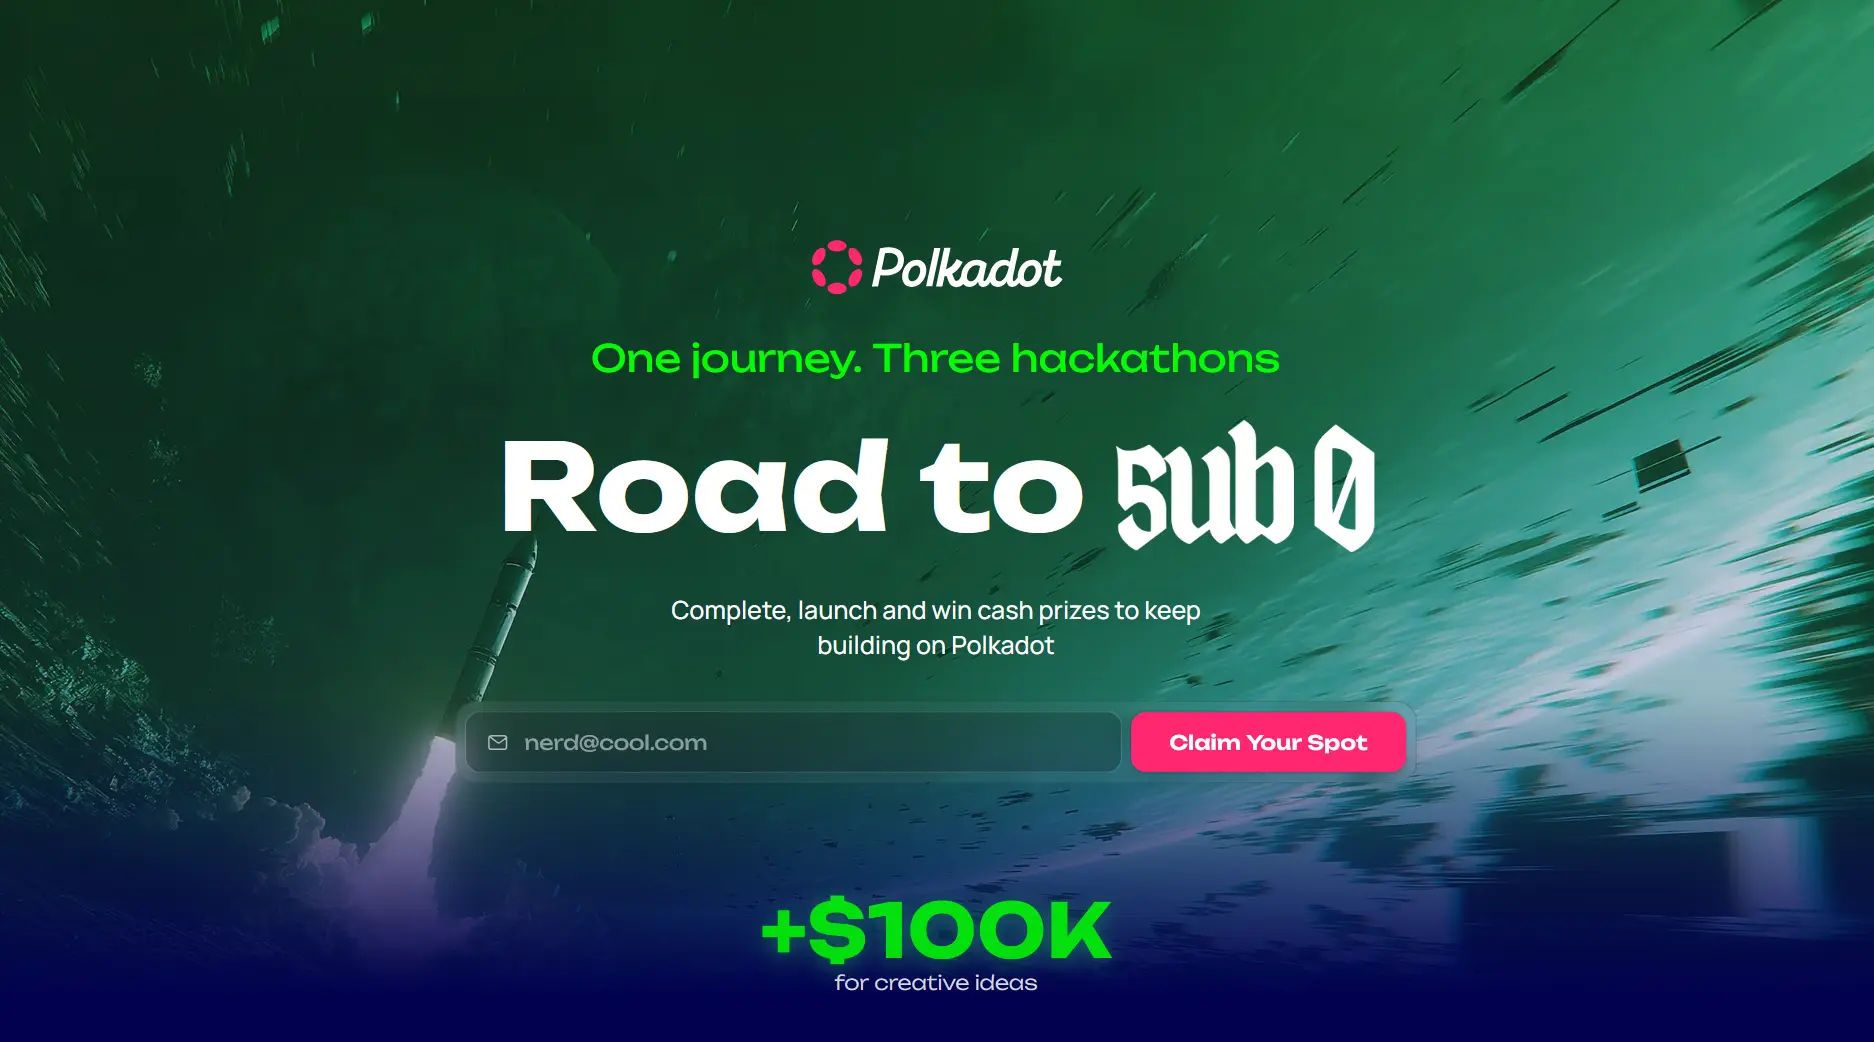 Polkadot
One journey. Three hackathons
Road to sub0
Complete, launch and win cash prizes to keep
building on Polkadot
nerd@cool.com
Claim Your Spot
+$100K
for creative ideas